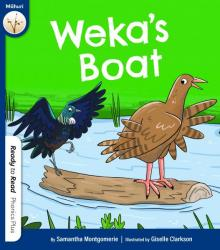 Māhuri
Weka's
Boat
Ready to Read Phonics Plus
By Samantha Montgomerie | Illustrated by Giselle Clarkson